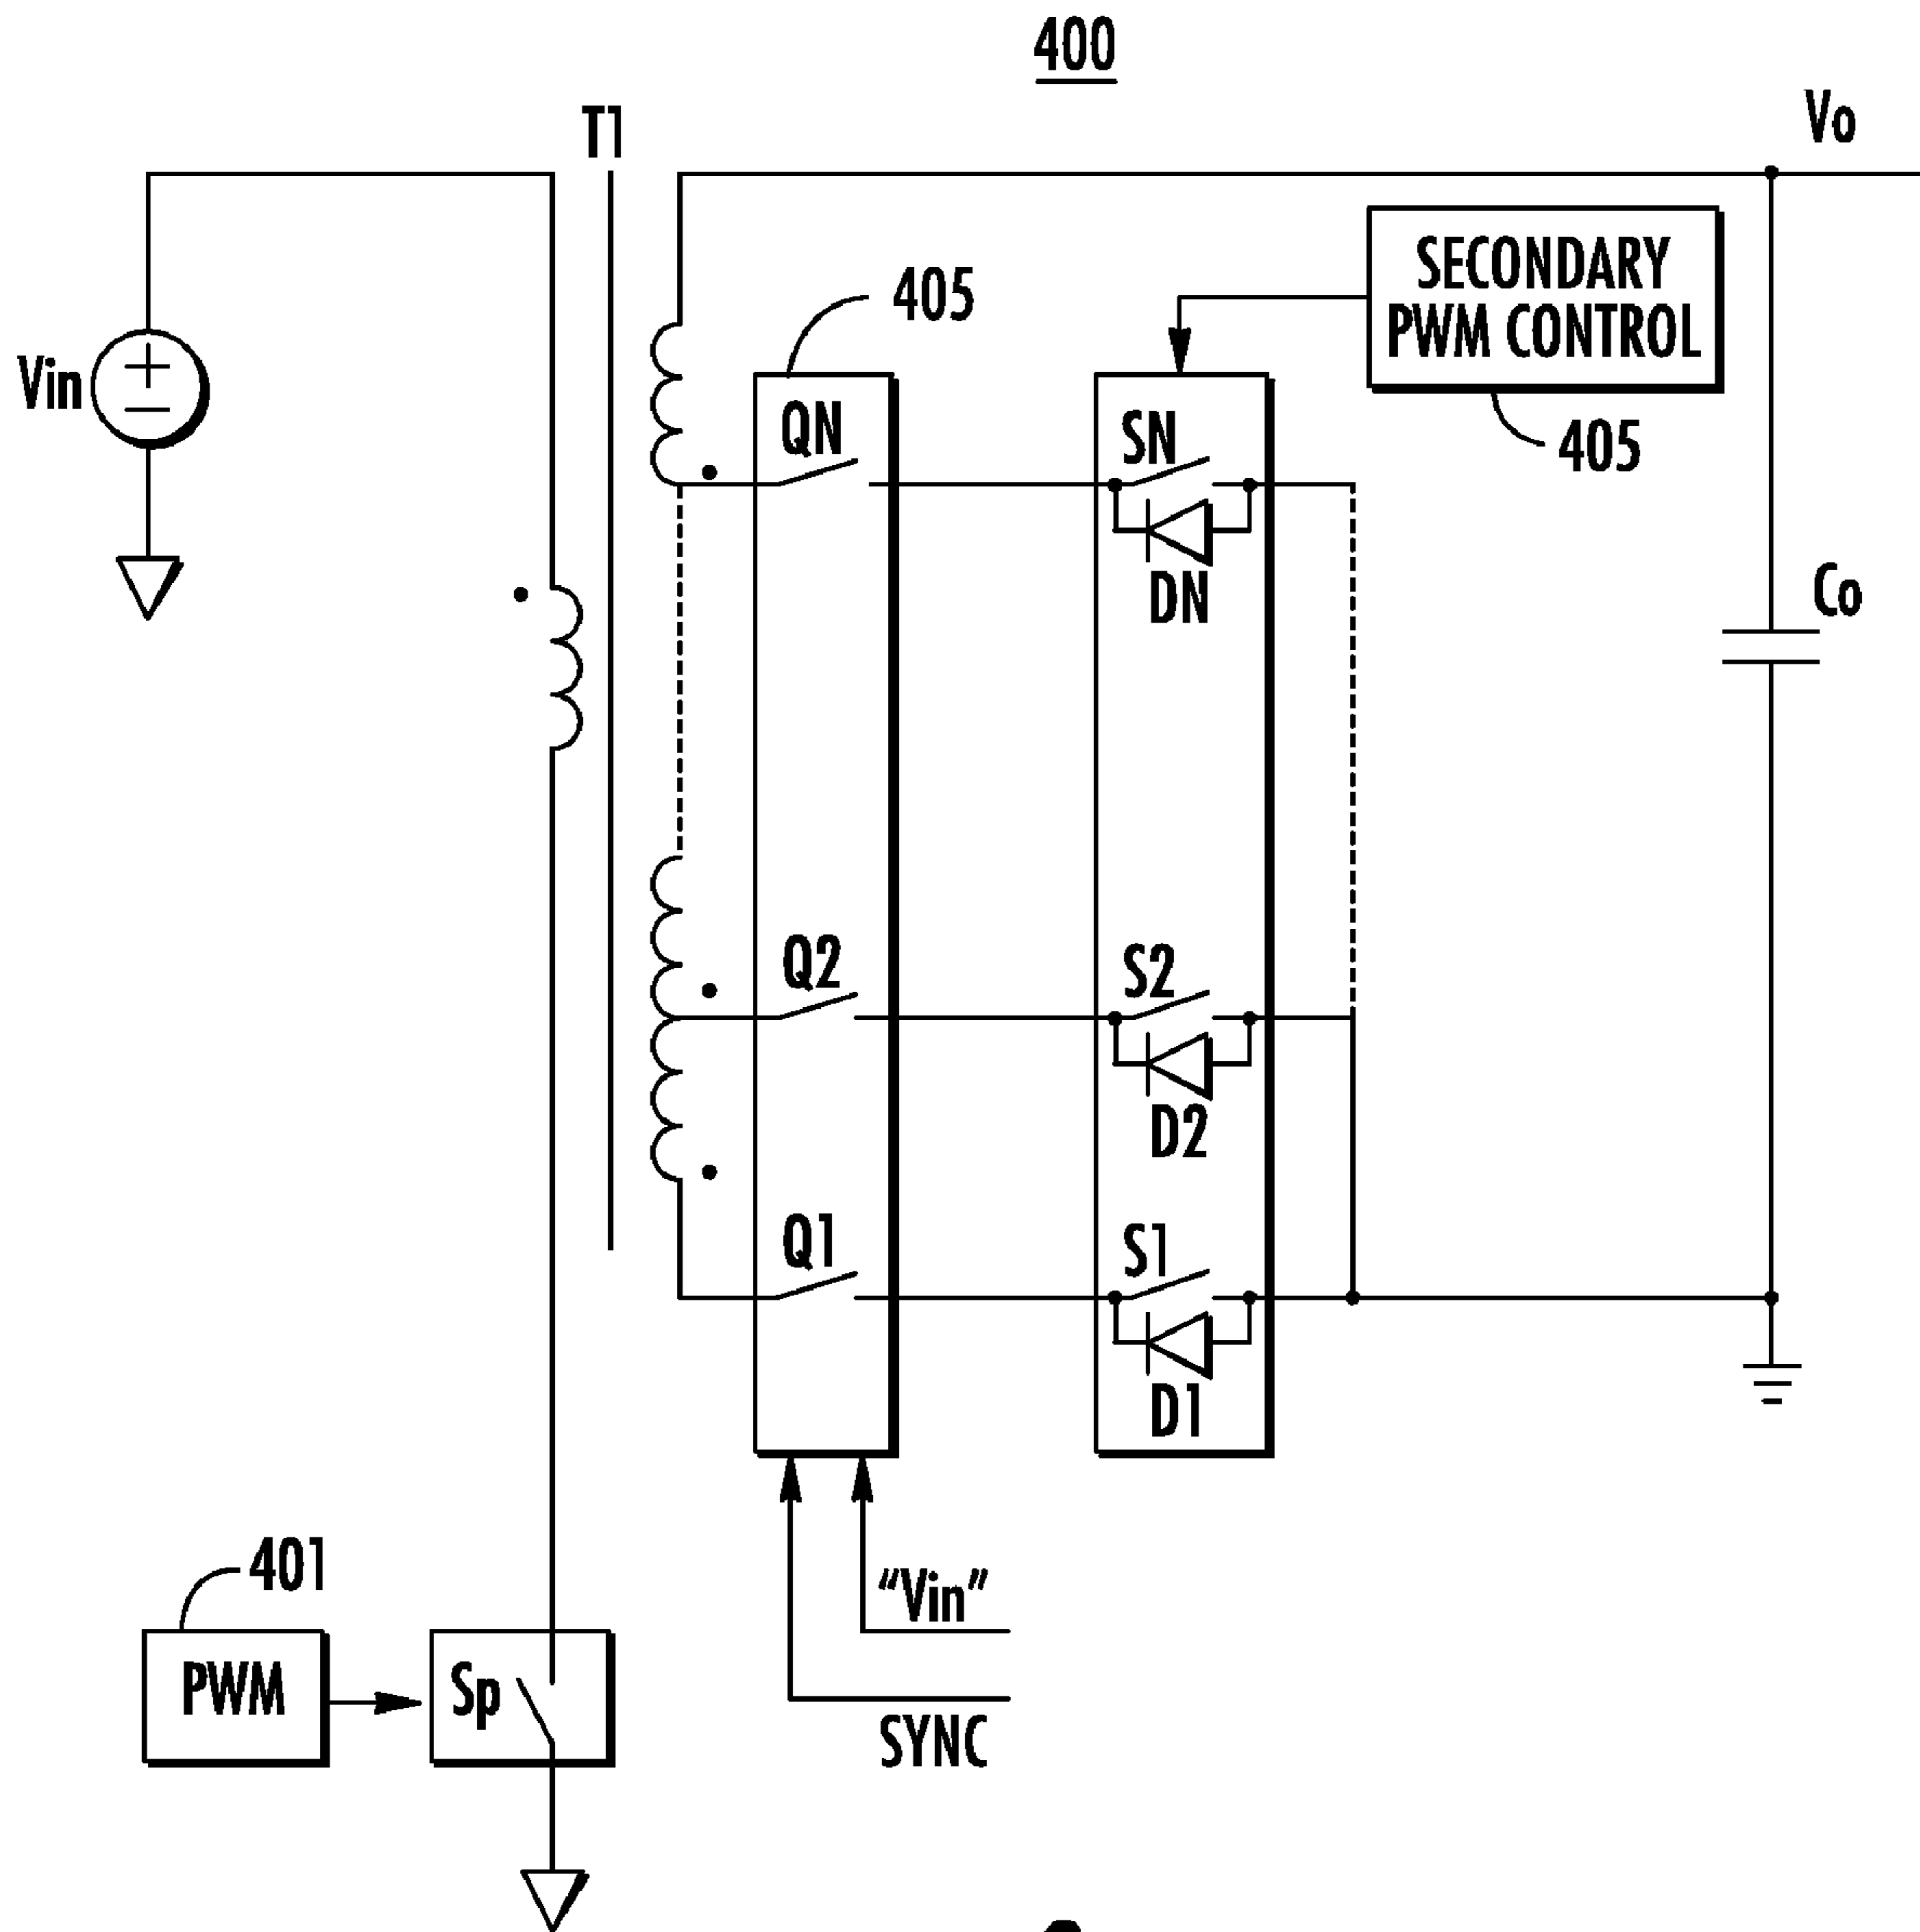 400
T1
Vo
SECONDARY
PWM CONTROL
405
405
Vin
QN
SN
DN
Co
Q2
S2
D2
Q1
S1
D1
401
"Vin"
PWM
Sp
SYNC